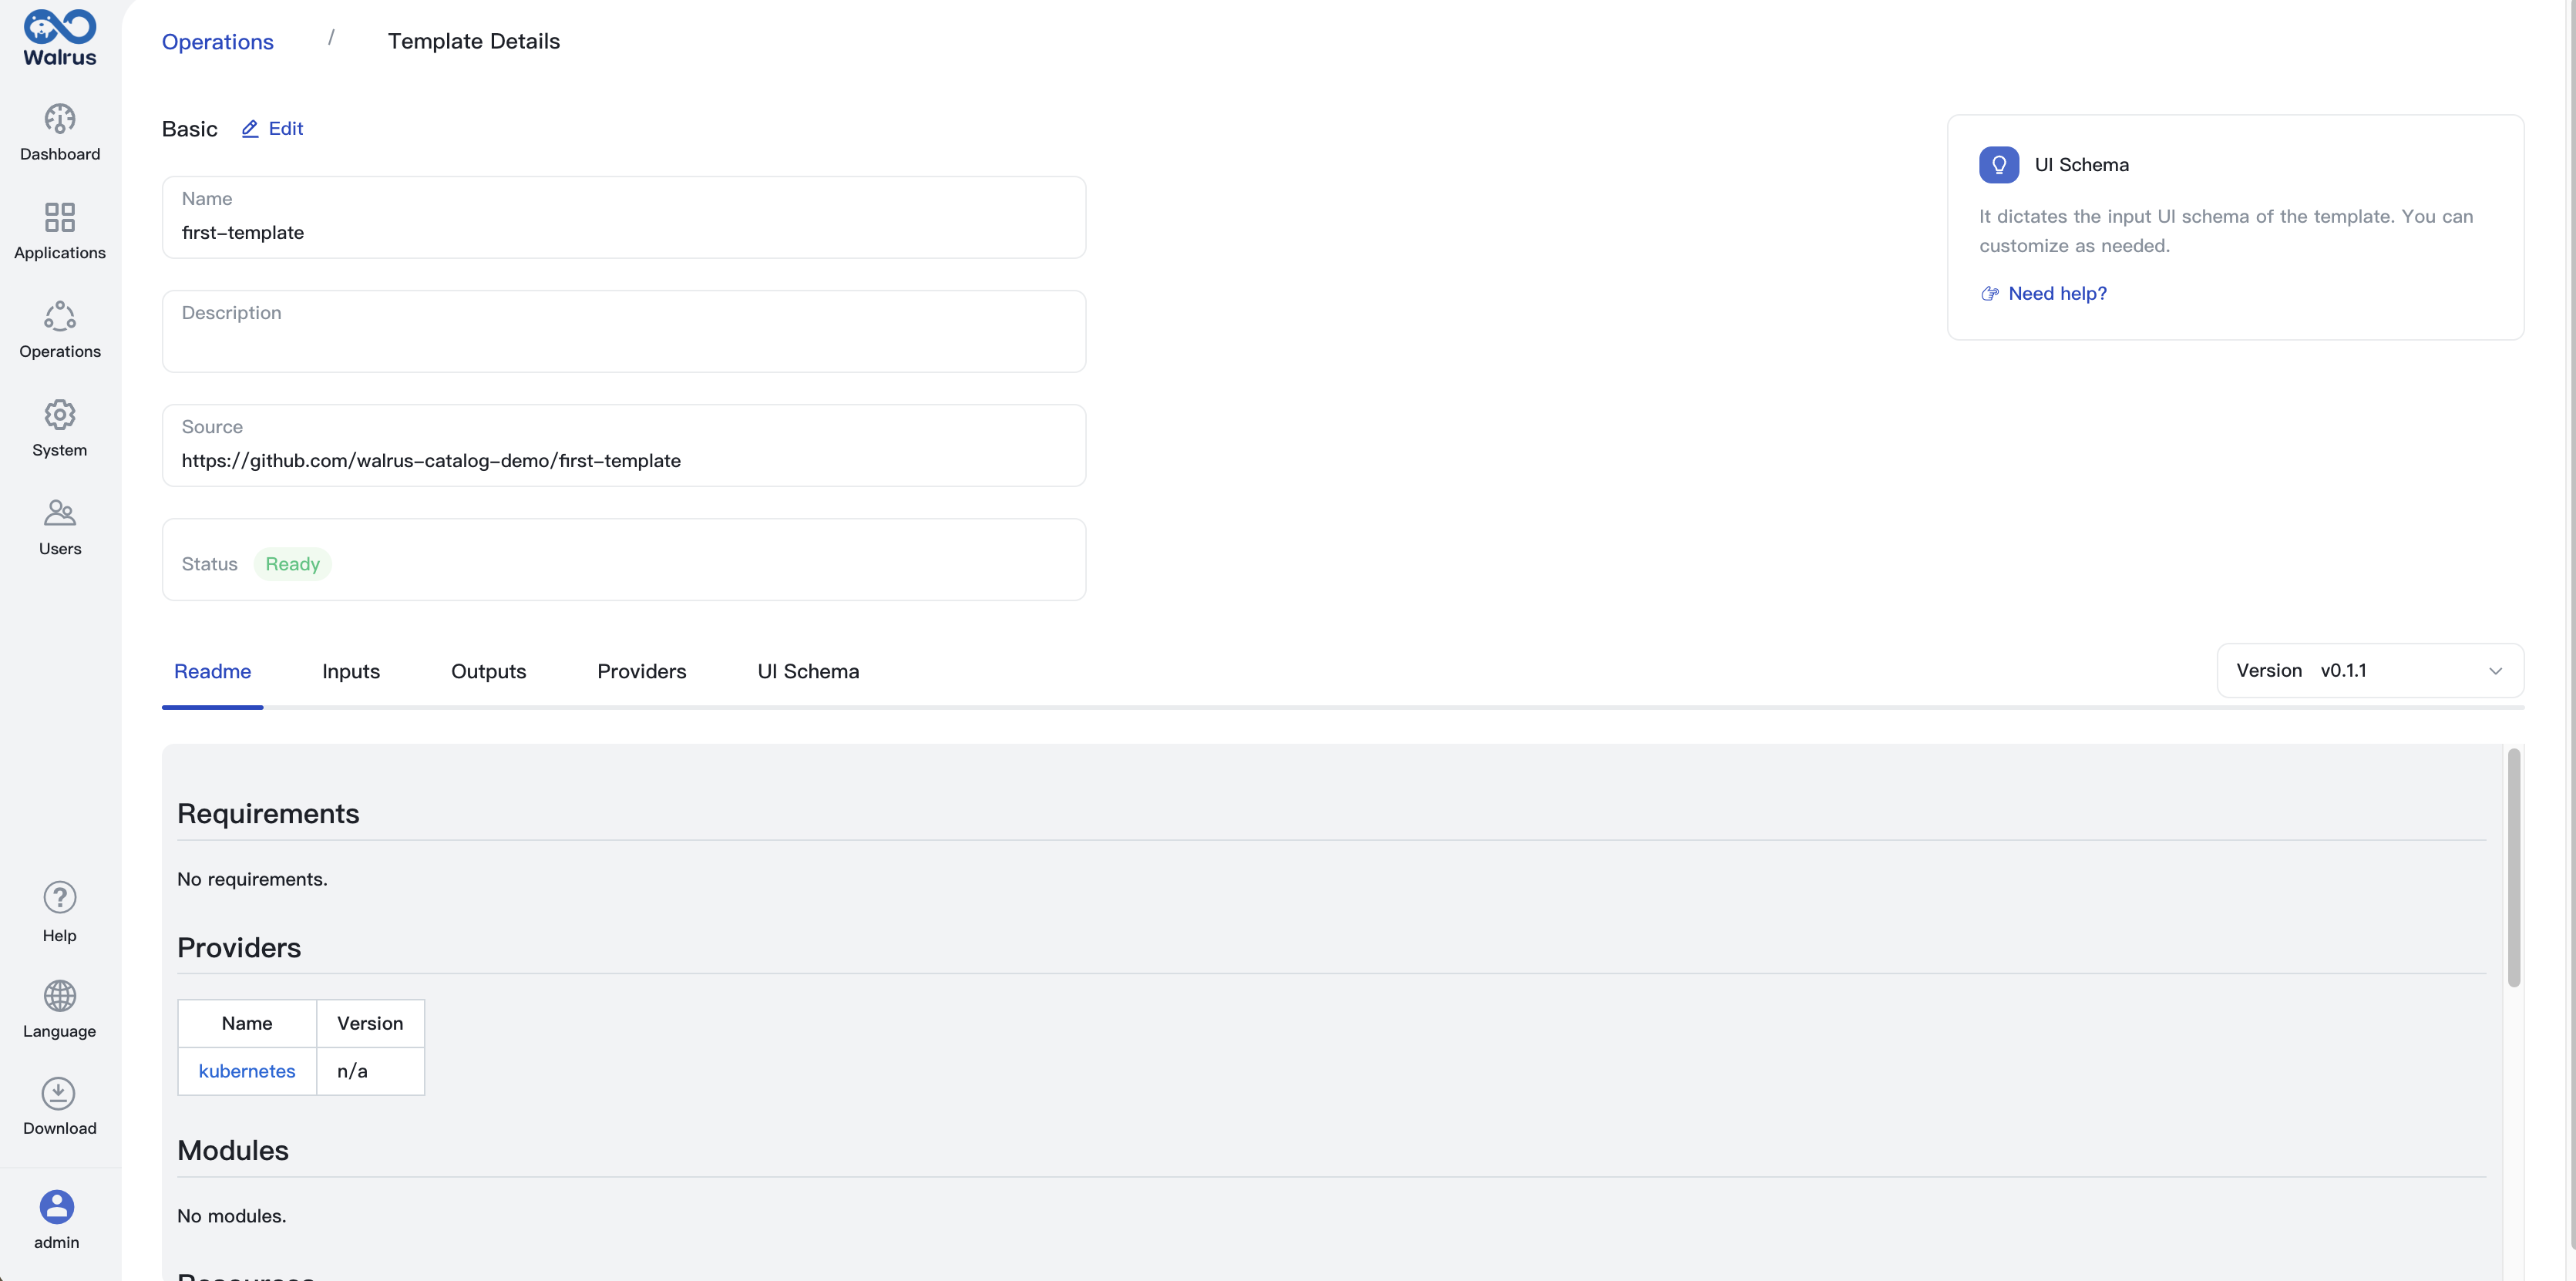 Walrus
Dashboard
Applications
Operations
System
Users
Help
Language
Download
admin
Operations / Template Details
Basic Edit
Name
first-template
Description
Source
https://github.com/walrus-catalog-demo/first-template
Status Ready
UI Schema
It dictates the input UI schema of the template. You can
customize as needed.
Need help?
Readme Inputs Outputs Providers UI Schema
Version v0.1.1
Requirements
No requirements.
Providers
Name Version
kubernetes n/a
Modules
No modules.
Resources